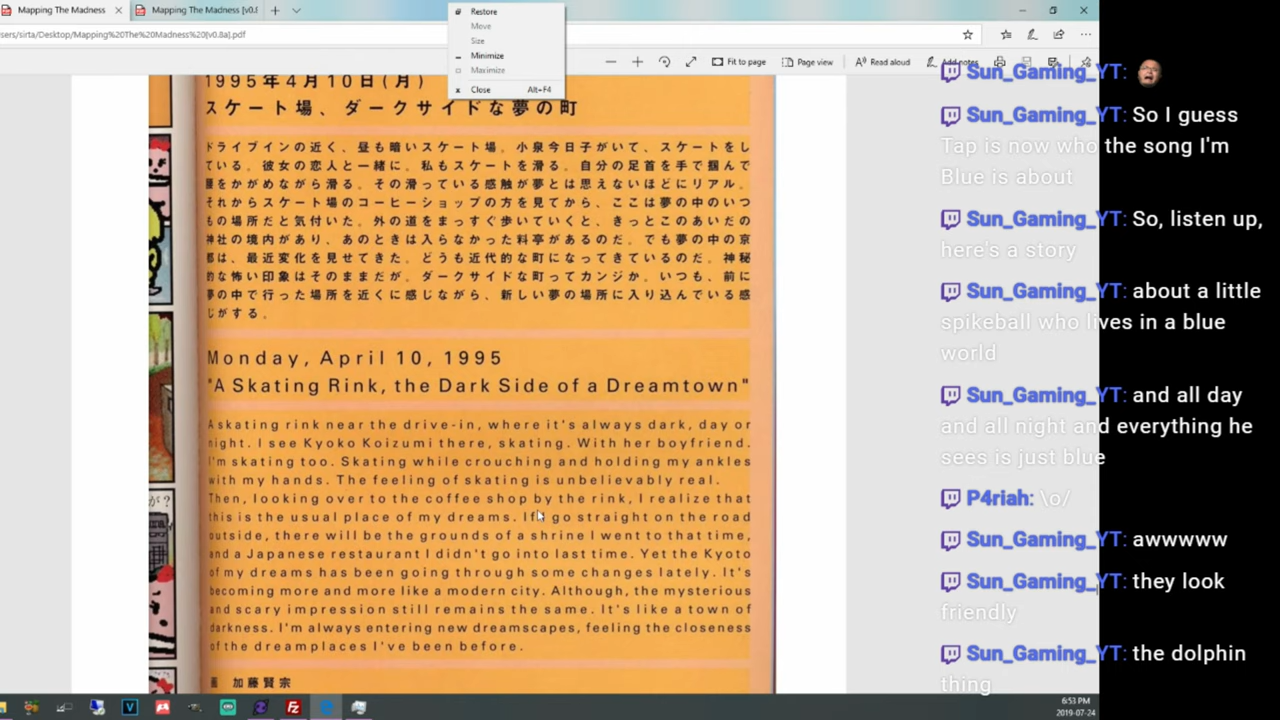 Mapping The Madness
Mapping The Madness [v0.8
ers/sirta/Desktop/Mapping%20The%20Madness%20[v0.8a].pdf
Restore
Move
Size
Minimize
Maximize
Close Alt+F4
Fit to page
Page view
Read aloud
Add notes
1995年4月10日(月)
スケート場、ダークサイドな夢の町
ドライブインの近く、昼も暗いスケート場。小泉今日子がいて、スケートをし
ている。彼女の恋人と一緒に。私もスケートを滑る。自分の足首を手で掴んで
をかがめながら滑る。その滑っている感触が夢とは思えないほどにリアル。
それからスケート場のコーヒーショップの方を見てから、ここは夢の中のいつ
もの場所だと気付いた。外の道をまっすぐ歩いていくと、きっとこのあいだの
神社の境内があり、あのときは入らなかった料亭があるのだ。でも夢の中の京
都は、最近変化を見せてきた。どうも近代的な町になってきているのだ。神秘
的な怖い印象はそのままだが、ダークサイドな町ってカンジか。いつも、前に
夢の中で行った場所を近くに感じながら、新しい夢の場所に入り込んでいる感
じがする。
Monday, April 10, 1995
"A Skating Rink, the Dark Side of a Dreamtown"
A skating rink near the drive-in, where it's always dark, day or
night. I see Kyoko Koizumi there, skating. With her boyfriend.
I'm skating too. Skating while crouching and holding my ankles
with my hands. The feeling of skating is unbelievably real.
Then, looking over to the coffee shop by the rink, I realize that
this is the usual place of my dreams. If I go straight on the road
outside, there will be the grounds of a shrine I went to that time,
and a Japanese restaurant I didn't go into last time. Yet the Kyoto
of my dreams has been going through some changes lately. It's
becoming more and more like a modern city. Although, the mysterious
and scary impression still remains the same. It's like a town of
darkness. I'm always entering new dreamscapes, feeling the closeness
of the dreamplaces I've been before.
画 加藤賢宗
が?
Sun_Gaming_YT:
Sun_Gaming_YT: So I guess
Tap is now who the song I'm
Blue is about
Sun_Gaming_YT: So, listen up,
here's a story
Sun_Gaming_YT: about a little
spikeball who lives in a blue
world
Sun_Gaming_YT: and all day
and all night and everything he
sees is just blue
P4riah: \o/
Sun_Gaming_YT: awwwww
Sun_Gaming_YT: they look
friendly
Sun_Gaming_YT: the dolphin
thing
6:53 PM
2019-07-24